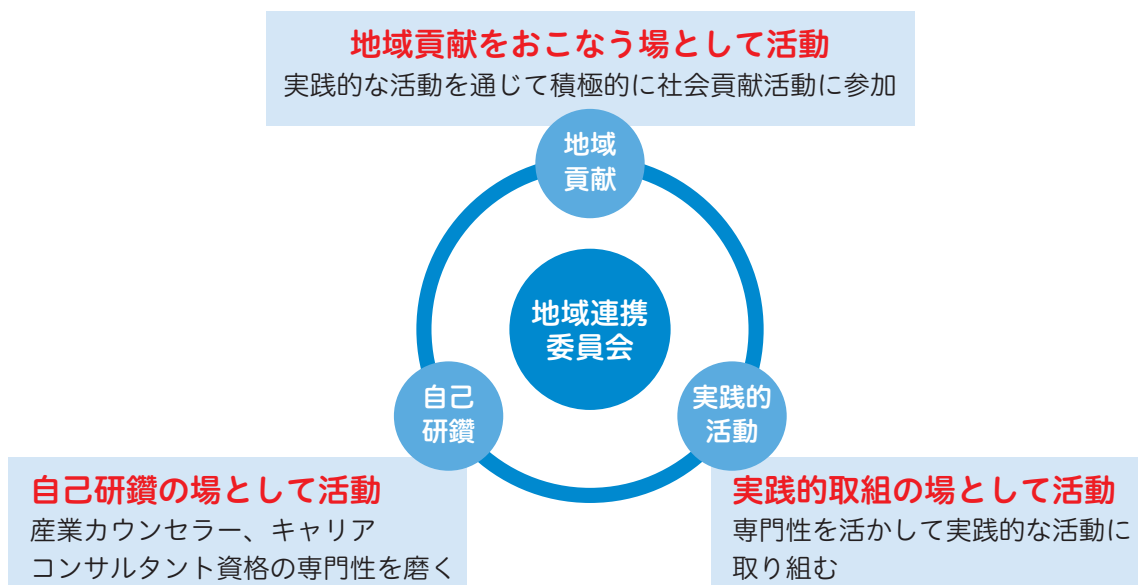 地域貢献をおこなう場として活動
実践的な活動を通じて積極的に社会貢献活動に参加
地域
貢献
地域連携
委員会
自己
研鑽
実践的
活動
自己研鑽の場として活動
産業カウンセラー、キャリア
コンサルタント資格の専門性を磨く
実践的取組の場として活動
専門性を活かして実践的な活動に
取り組む